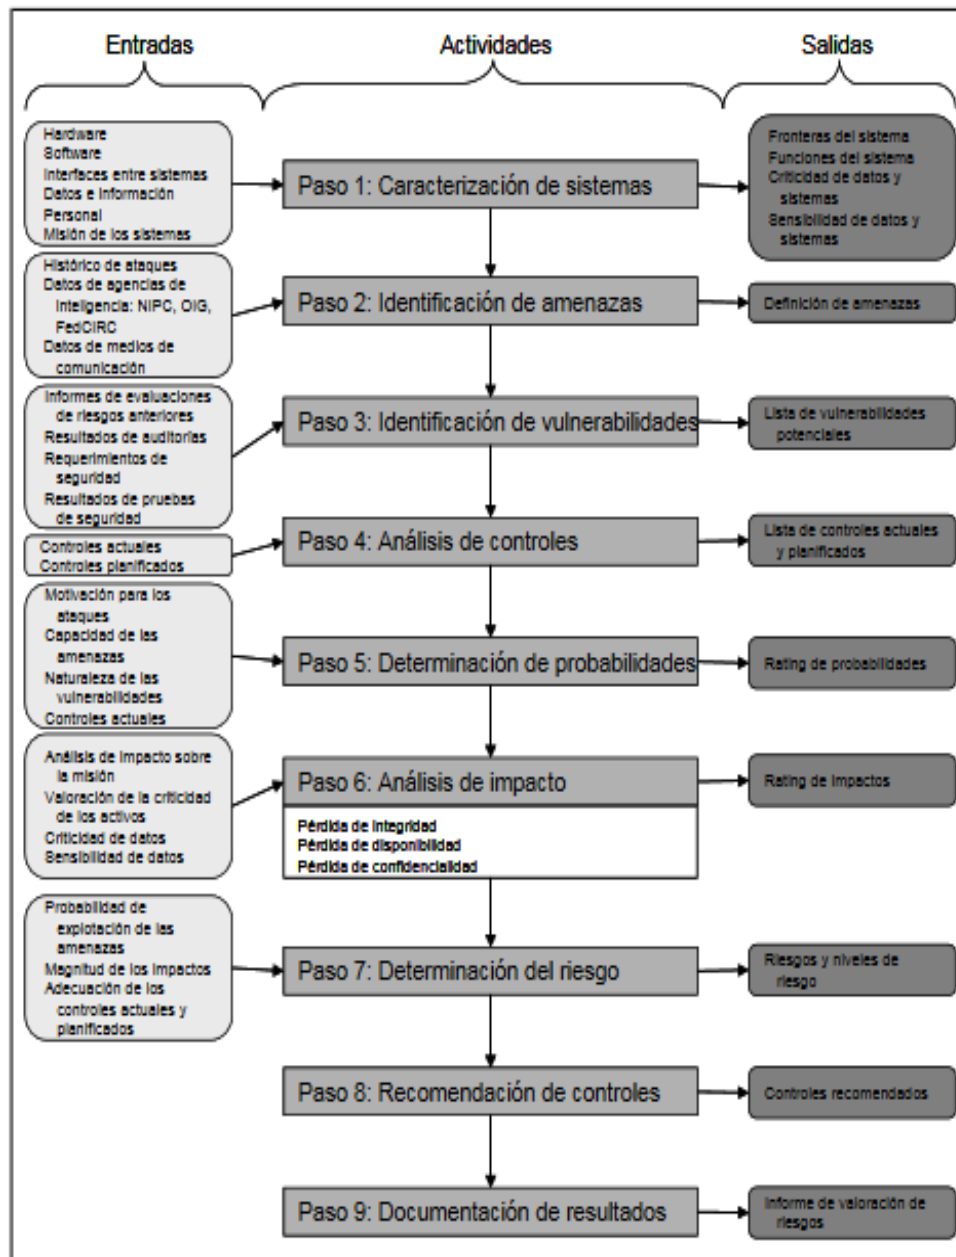 Entradas
Actividades
Salidas
Hardware
Software
Interfaces entre sistemas
Datos e Información
Personal
Misión de los sistemas
Paso 1: Caracterización de sistemas
Fronteras del sistema
Funciones del sistema
Criticidad de datos y
sistemas
Sensibilidad de datos y
sistemas
Histórico de ataques
Datos de agencias de
Inteligencia: NIPC, OIG,
FedCIRC
Datos de medios de
comunicación
Paso 2: Identificación de amenazas
Definición de amenazas
Informes de evaluaciones
de riesgos anteriores
Resultados de auditorías
Requerimientos de
seguridad
Resultados de pruebas
de seguridad
Paso 3: Identificación de vulnerabilidades
Lista de vulnerabilidades
potenciales
Controles actuales
Controles planificados
Paso 4: Análisis de controles
Lista de controles actuales
y planificados
Motivación para los
ataques
Capacidad de las
amenazas
Naturaleza de las
vulnerabilidades
Controles actuales
Paso 5: Determinación de probabilidades
Rating de probabilidades
Análisis de impacto sobre
la misión
Valoración de la criticidad
de los activos
Criticidad de datos
Sensibilidad de datos
Paso 6: Análisis de impacto
Pérdida de integridad
Pérdida de disponibilidad
Pérdida de confidencialidad
Rating de impactos
Probabilidad de
explotación de las
amenazas
Magnitud de los impactos
Adecuación de los
controles actuales y
planificados
Paso 7: Determinación del riesgo
Riesgos y niveles de
riesgo
Paso 8: Recomendación de controles
Controles recomendados
Paso 9: Documentación de resultados
Informe de valoración de
riesgos